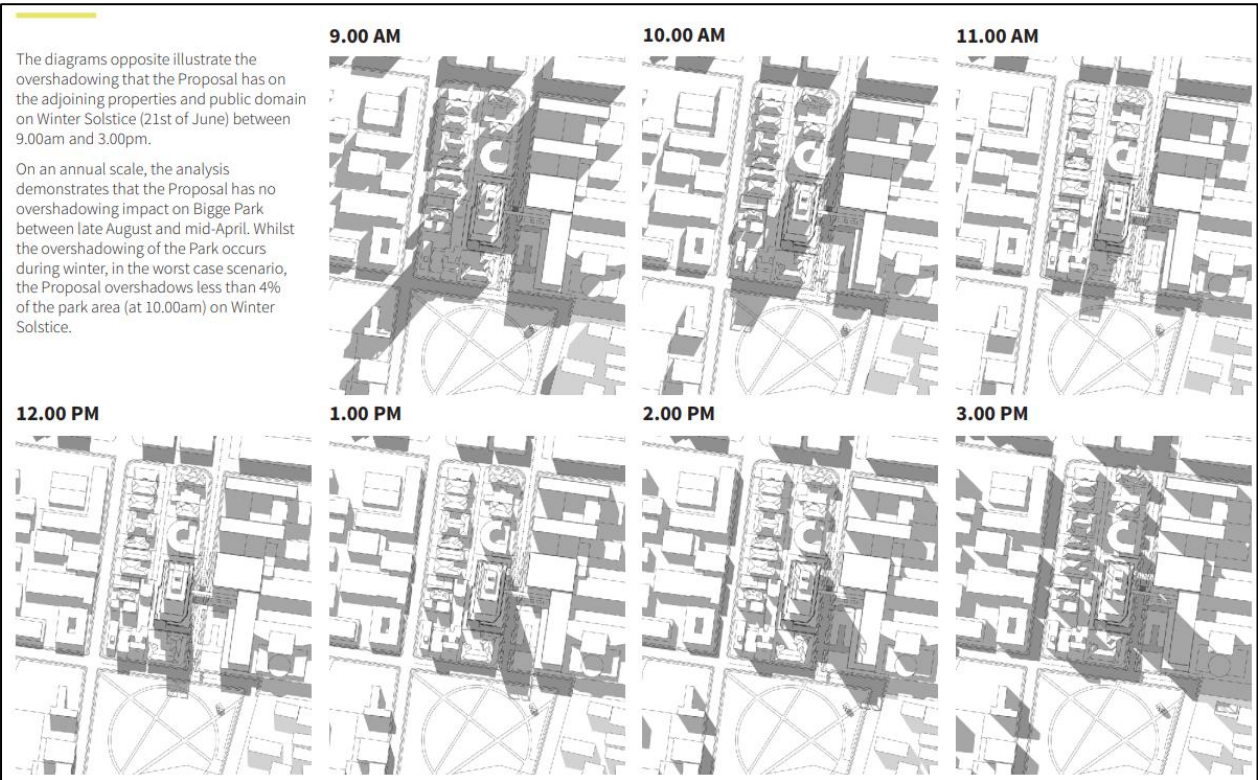 The diagrams opposite illustrate the
overshadowing that the Proposal has on
the adjoining properties and public domain
on Winter Solstice (21st of June) between
9.00am and 3.00pm.
On an annual scale, the analysis
demonstrates that the Proposal has no
overshadowing impact on Bigge Park
between late August and mid-April. Whilst
the overshadowing of the Park occurs
during winter, in the worst case scenario,
the Proposal overshadows less than 4%
of the park area (at 10.00am) on Winter
Solstice.
9.00 AM
10.00 AM
11.00 AM
12.00 PM
1.00 PM
2.00 PM
3.00 PM